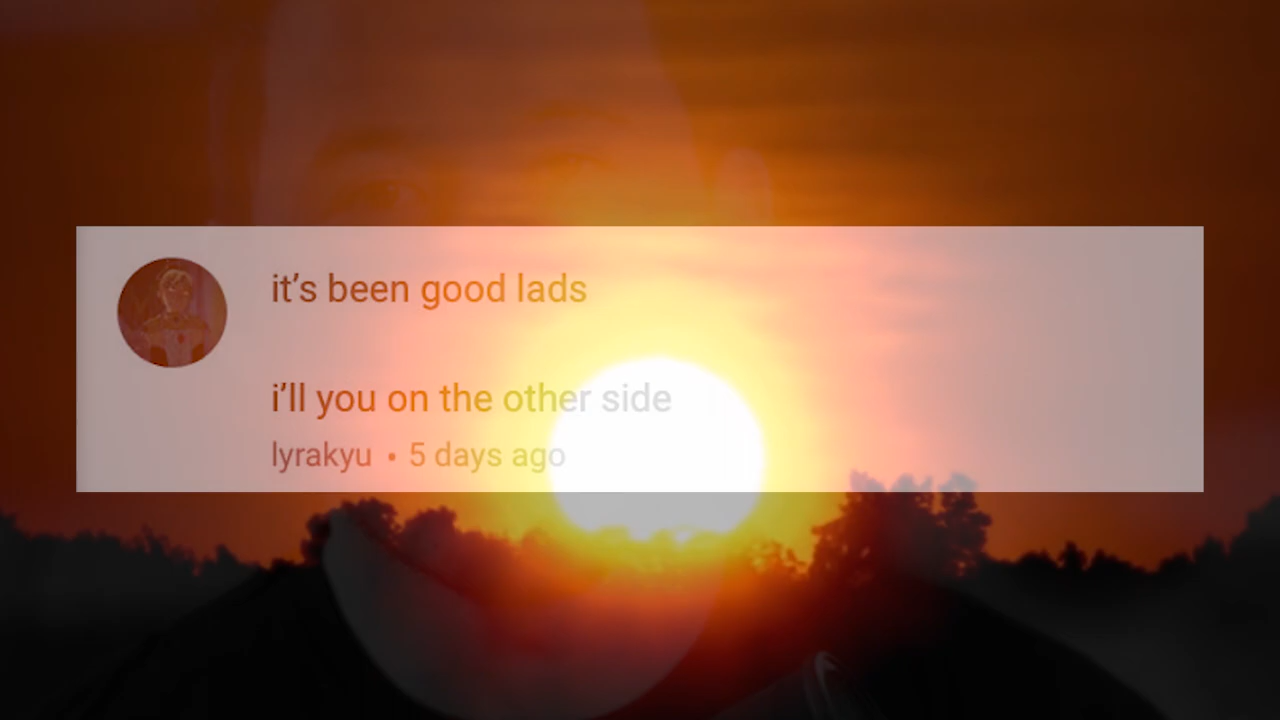 it's been good lads
i'll you on the other side
lyrakyu • 5 days ago